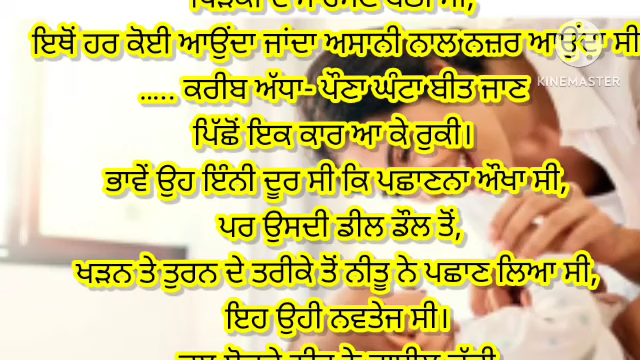 ਇਥੋਂ ਹਰ ਕੋਈ ਆਉਂਦਾ ਜਾਂਦਾ ਅਸਾਨੀ ਨਾਲ ਨਜ਼ਰ ਆਉਂਦਾ ਸੀ
..... ਕਰੀਬ ਅੱਧਾ- ਪੌਣਾ ਘੰਟਾ ਬੀਤ ਜਾਣ
ਪਿੱਛੋਂ ਇਕ ਕਾਰ ਆ ਕੇ ਰੁਕੀ।
ਭਾਵੇਂ ਉਹ ਇੰਨੀ ਦੂਰ ਸੀ ਕਿ ਪਛਾਣਨਾ ਔਖਾ ਸੀ,
ਪਰ ਉਸਦੀ ਡੀਲ ਡੌਲ ਤੋਂ,
ਖੜਨ ਤੇ ਤੁਰਨ ਦੇ ਤਰੀਕੇ ਤੋਂ ਨੀਤੂ ਨੇ ਪਛਾਣ ਲਿਆ ਸੀ,
ਇਹ ਉਹੀ ਨਵਤੇਜ ਸੀ।
KINEMASTER